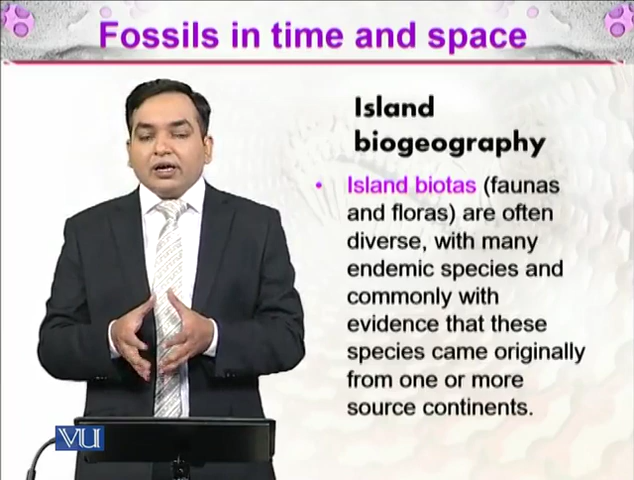 Fossils in time and space
Island
biogeography
• Island biotas (faunas
and floras) are often
diverse, with many
endemic species and
commonly with
evidence that these
species came originally
from one or more
source continents.
VU